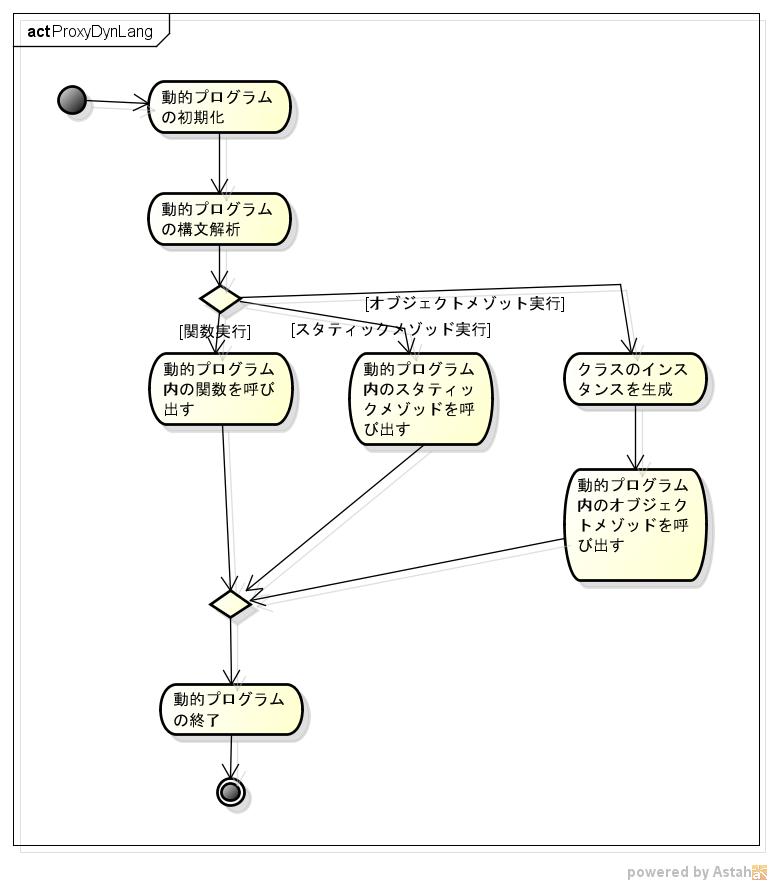 act ProxyDynLang
動的プログラム
の初期化
動的プログラム
の構文解析
[オブジェクトメゾット実行]
[関数実行]
[スタティックメゾッド実行]
動的プログラム
内の関数を呼び
出す
動的プログラム
内のスタティッ
クメゾッドを呼
び出す
クラスのインス
タンスを生成
動的プログラム
内のオブジェク
トメゾッドを呼
び出す
動的プログラム
の終了
powered by Astah